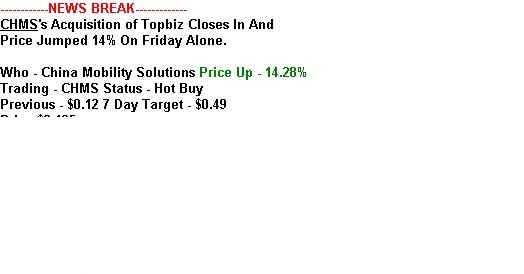 ------------NEWS BREAK-------------
CHMS's Acquisition of Topbiz Closes In And
Price Jumped 14% On Friday Alone.
Who - China Mobility Solutions Price Up - 14.28%
Trading - CHMS Status - Hot Buy
Previous - $0.12 7 Day Target - $0.49